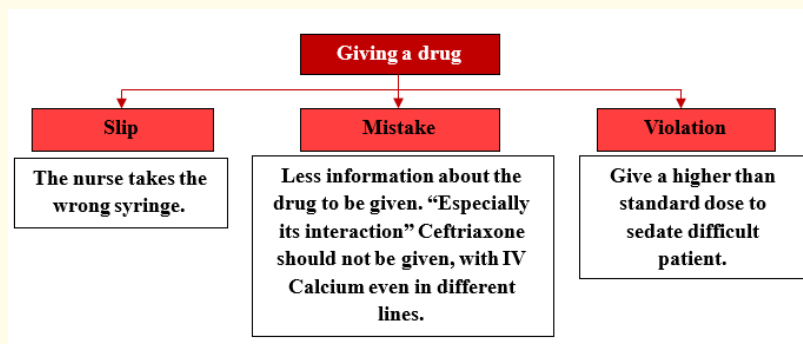 Giving a drug
Slip
Mistake
Violation
The nurse takes the
wrong syringe.
Less information about the
drug to be given. “Especially
its interaction” Ceftriaxone
should not be given, with IV
Calcium even in different
lines.
Give a higher than
standard dose to
sedate difficult
patient.